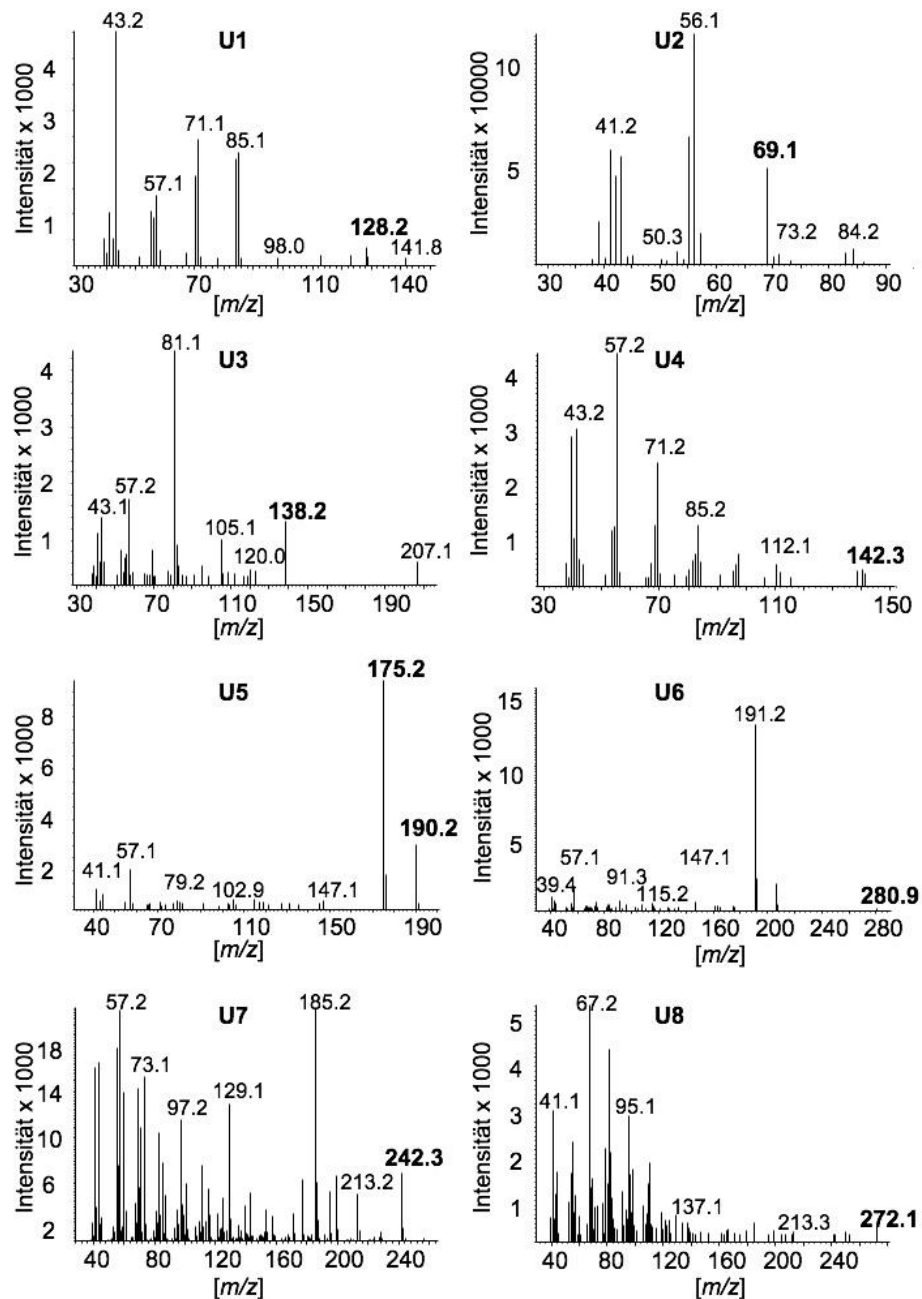 U1
Intensität x 1000
4
3
2
1
43.2
57.1
71.1
85.1
98.0
128.2
141.8
30 70 110 150
[m/z]
U2
Intensität x 10000
10
5
41.2
50.3
56.1
69.1
73.2
84.2
30 40 50 60 70 80 90
[m/z]
U3
Intensität x 1000
4
3
2
1
43.1
57.2
81.1
105.1
120.0
138.2
207.1
30 70 110 150 200
[m/z]
U4
Intensität x 1000
4
3
2
1
43.2
57.2
71.2
85.2
112.1
142.3
30 70 110 150
[m/z]
U5
Intensität x 1000
8
6
4
2
41.1
57.1
79.2
102.9
147.1
175.2
190.2
40 80 120 160 200
[m/z]
U6
Intensität x 1000
15
10
5
39.4
57.1
91.3
115.2
147.1
191.2
280.9
40 80 120 160 200 240 280
[m/z]
U7
Intensität x 1000
18
14
10
6
2
57.2
73.1
97.2
129.1
185.2
213.2
242.3
40 80 120 160 200 240
[m/z]
U8
Intensität x 1000
5
4
3
2
1
41.1
67.2
95.1
137.1
213.3
272.1
40 80 120 160 200 240
[m/z]